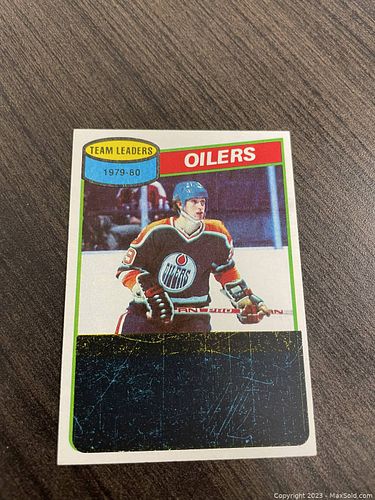 TEAM LEADERS
1979-80
OILERS
OILERS
Copyright © 2023 - MaxSold.com